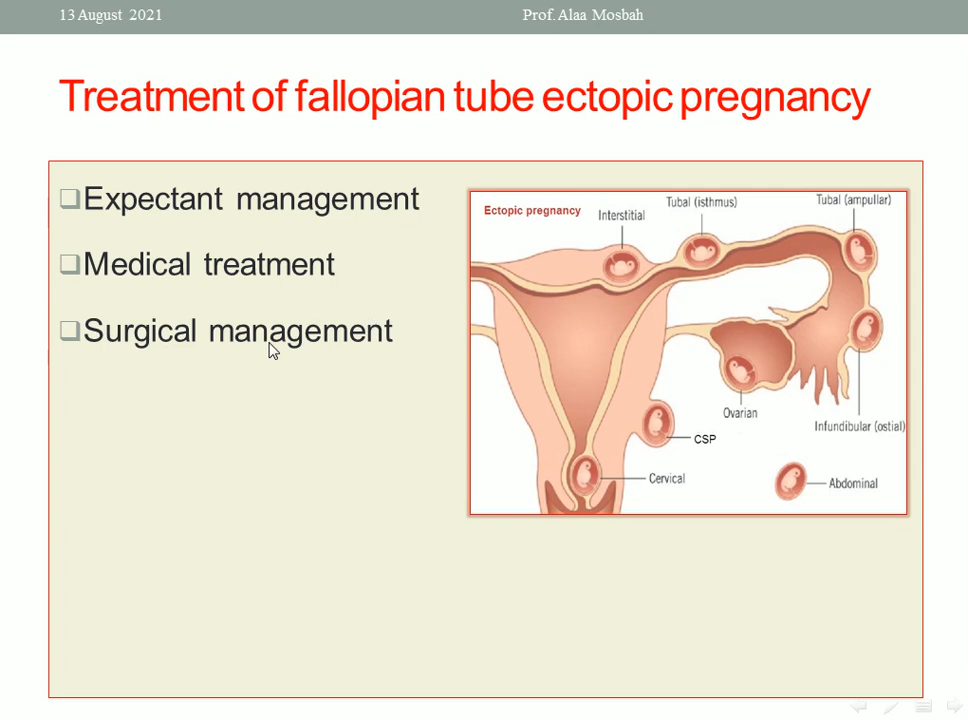 13 August 2021
Prof. Alaa Mosbah
Treatment of fallopian tube ectopic pregnancy
Expectant management
Medical treatment
Surgical management
Ectopic pregnancy
Interstitial
Tubal (isthmus)
Tubal (ampullar)
Ovarian
Infundibular (ostial)
CSP
Cervical
Abdominal